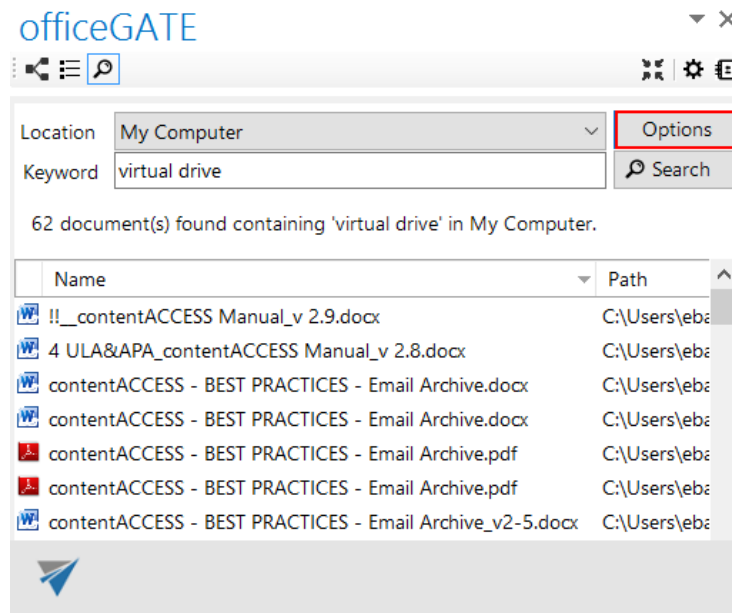 officeGATE
Location My Computer Options
Keyword virtual drive Search
62 document(s) found containing 'virtual drive' in My Computer.
Name Path
!!__contentACCESS Manual_v 2.9.docx C:\Users\eba
4 ULA&APA_contentACCESS Manual_v 2.8.docx C:\Users\eba
contentACCESS - BEST PRACTICES - Email Archive.docx C:\Users\eba
contentACCESS - BEST PRACTICES - Email Archive.docx C:\Users\eba
contentACCESS - BEST PRACTICES - Email Archive.pdf C:\Users\eba
contentACCESS - BEST PRACTICES - Email Archive.pdf C:\Users\eba
contentACCESS - BEST PRACTICES - Email Archive_v2-5.docx C:\Users\eba